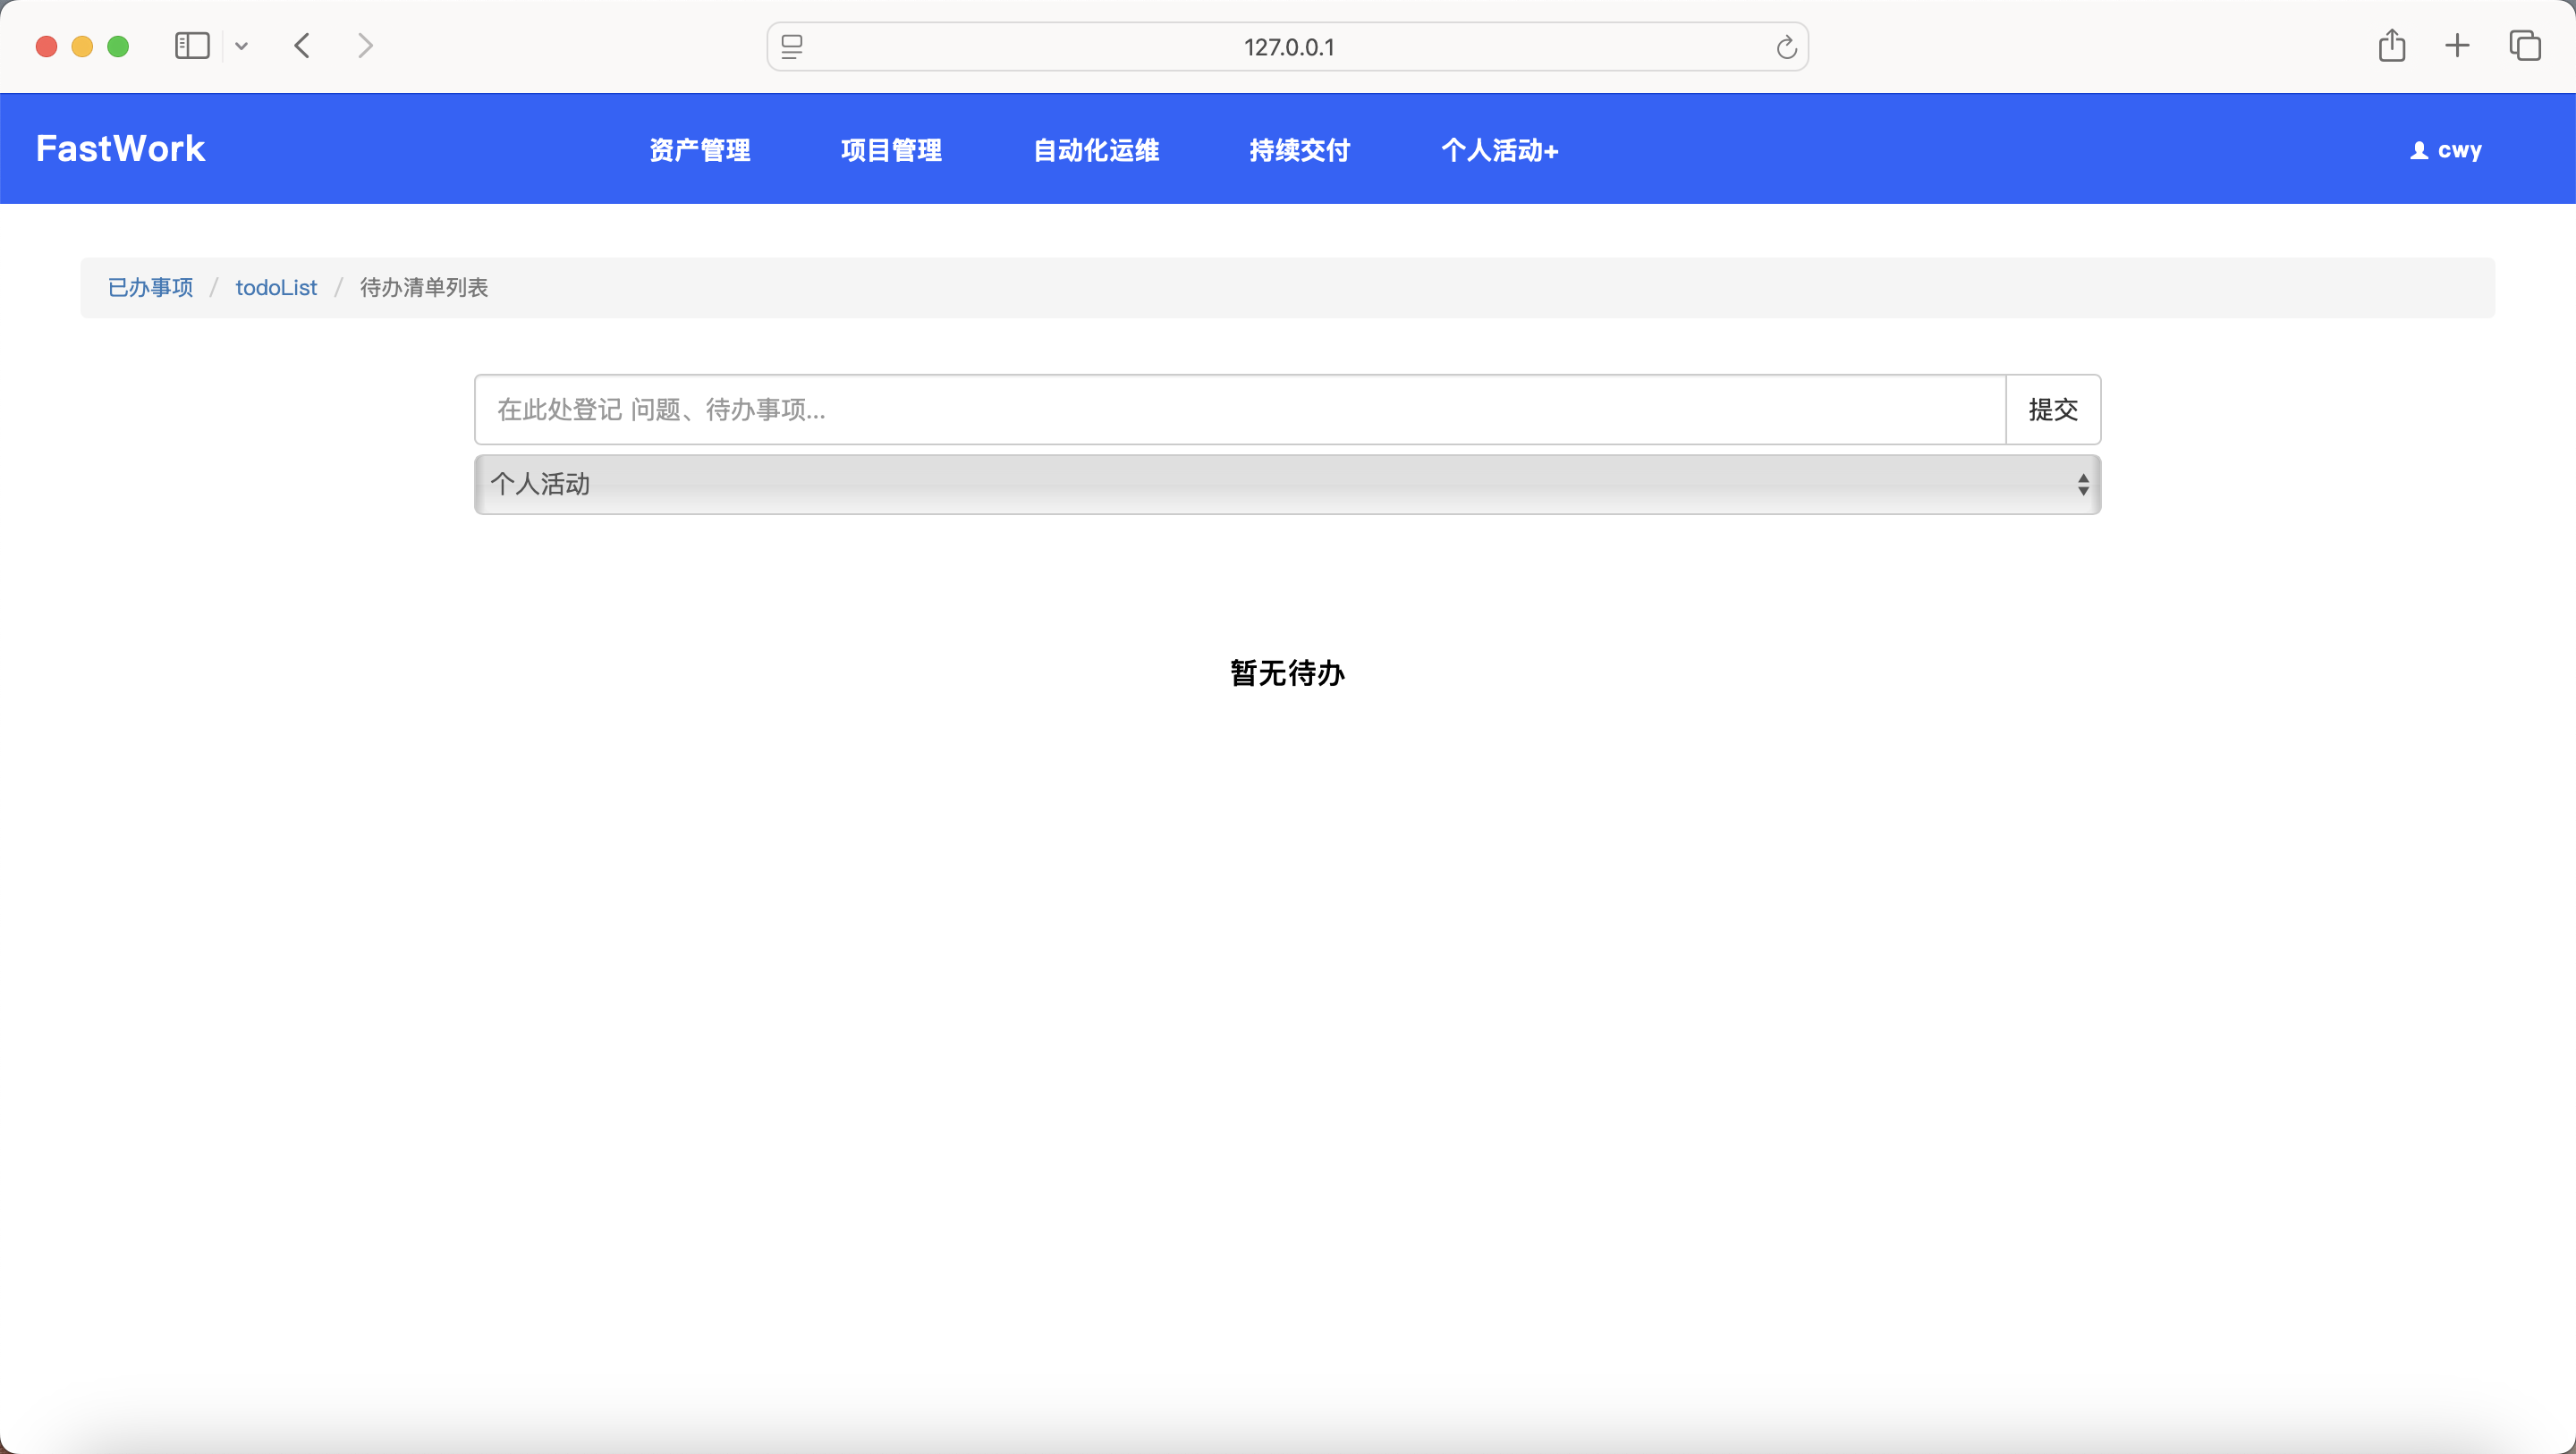 127.0.0.1
FastWork 资产管理 项目管理 自动化运维 持续交付 个人活动+ cwy
已办事项 / todoList / 待办清单列表
在此处登记 问题、待办事项... 提交
个人活动
暂无待办